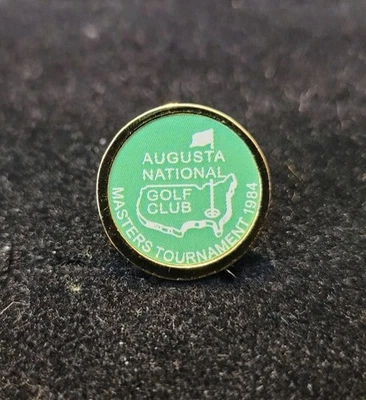 AUGUSTA
NATIONAL
GOLF
CLUB
MASTERS TOURNAMENT 1984